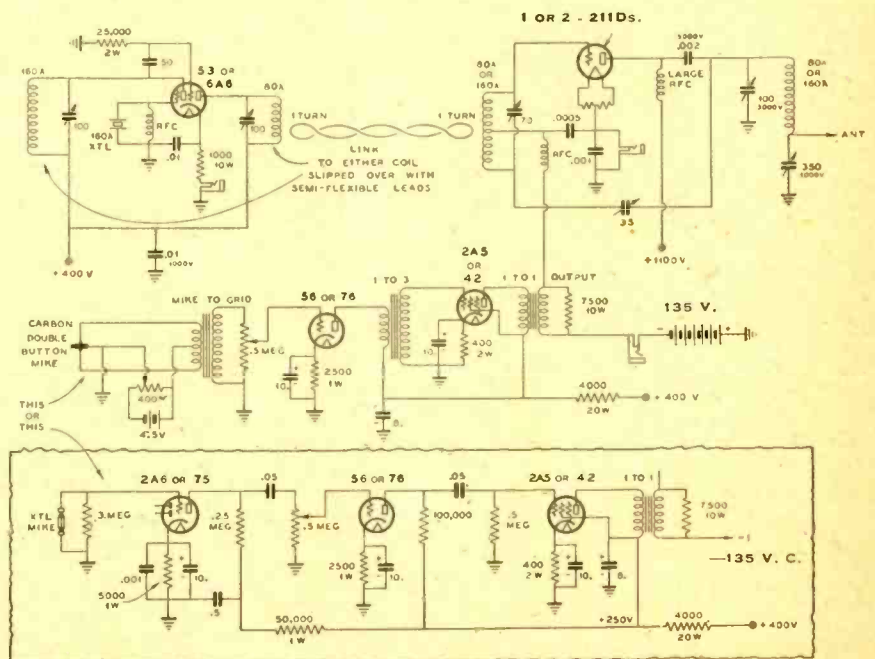 1 OR 2 - 211Ds.
25,000
2W
50
53 OR
6A6
160A
100
160A
XTL
RFC
.01
1000
10W
80A
100
1 TURN
1 TURN
LINK
TO EITHER COIL
SLIPPED OVER WITH
SEMI-FLEXIBLE LEADS
+400V
.01
1000V
80A
OR
160A
70
.0005
RFC
.001
35
5000V
.002
LARGE
RFC
100
3000V
80A
OR
160A
ANT
350
1000V
+1100V
MIKE TO GRID
CARBON
DOUBLE
BUTTON
MIKE
400ω
4.5V
.5 MEG
56 OR 76
10.
2500
1W
1 TO 3
8.
2A5
OR
42
10.
400
2W
1 TO 1
OUTPUT
7500
10W
135 V.
4000
20W
+ 400V
THIS
OR
THIS
XTL
MIKE
.3 MEG
2A6 OR 75
.001
10.
5000
1W
.5
.25
MEG
.05
.5 MEG
56 OR 76
2500
1W
10.
100,000
.05
.5
MEG
2A5 OR 42
400
2W
10.
8.
1 TO 1
7500
10W
—135 V. C.
50,000
1W
+250V
4000
20W
+400V